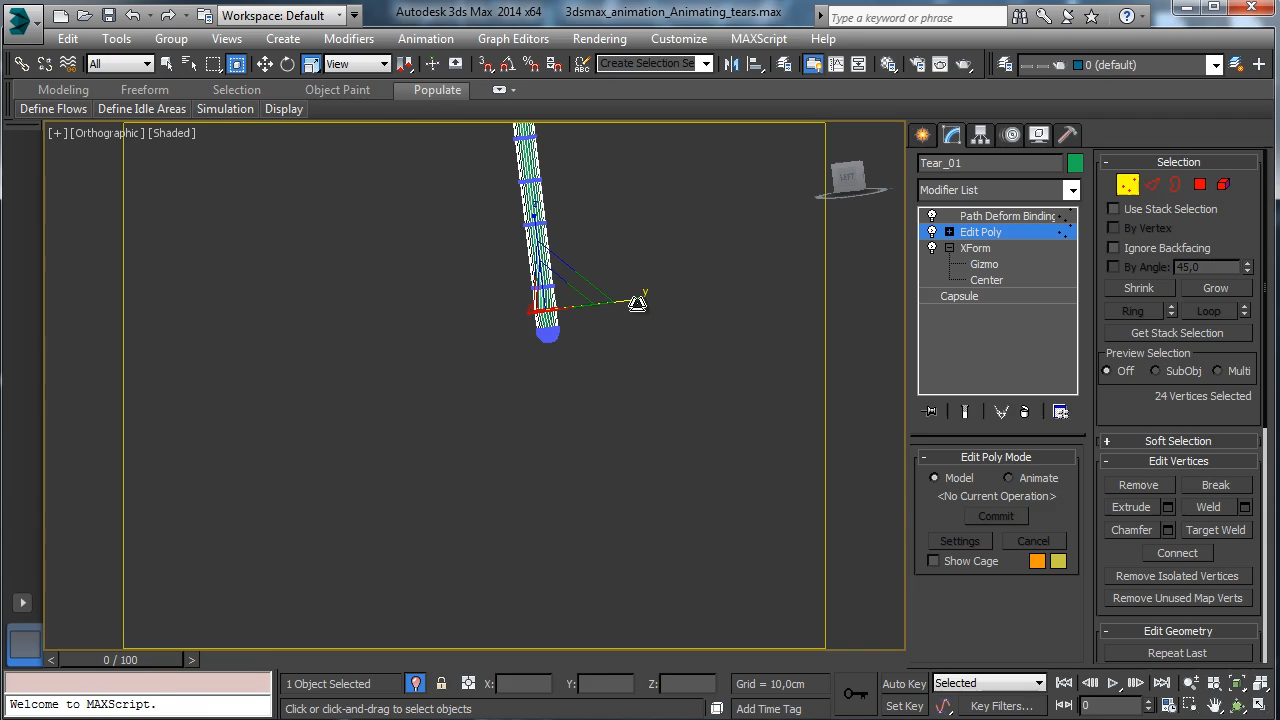 Workspace: Default
Autodesk 3ds Max  2014 x64
3dsmax_animation_Animating_tears.max
Type a keyword or phrase
Edit Tools Group Views Create Modifiers Animation Graph Editors Rendering Customize MAXScript Help
All
View
Create Selection Se
0 (default)
Modeling Freeform Selection Object Paint Populate
Define Flows Define Idle Areas Simulation Display
[+][Orthographic][Shaded]
LEFT
y
Tear_01
Modifier List
Path Deform Binding
Edit Poly
XForm
Gizmo
Center
Capsule
- Edit Poly Mode
Model Animate
<No Current Operation>
Commit
Settings Cancel
Show Cage
- Selection
Use Stack Selection
By Vertex
Ignore Backfacing
By Angle: 45,0
Shrink Grow
Ring Loop
Get Stack Selection
Preview Selection
Off SubObj Multi
24 Vertices Selected
+ Soft Selection
- Edit Vertices
Remove Break
Extrude Weld
Chamfer Target Weld
Connect
Remove Isolated Vertices
Remove Unused Map Verts
- Edit Geometry
Repeat Last
< 0 / 100 >
Welcome to MAXScript.
1 Object Selected
X: Y: Z:
Grid = 10,0cm
Click or click-and-drag to select objects
Add Time Tag
Auto Key Selected
Set Key Key Filters...
0